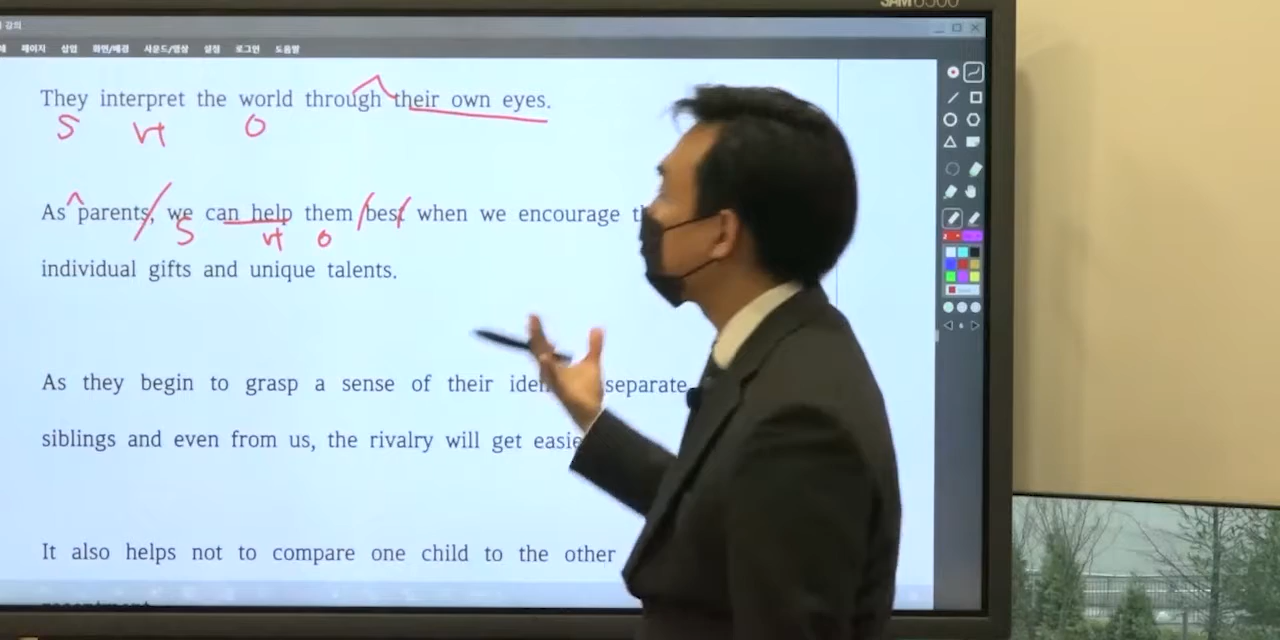 강의
페이지 삽입 화면/배경 사운드/영상 설정 로그인 도움말
They interpret the world through their own eyes.
S vt O
As parents, we can help them best when we encourage
S vt O
individual gifts and unique talents.
As they begin to grasp a sense of their separate
siblings and even from us, the rivalry will get
It also helps not to compare one child to the other